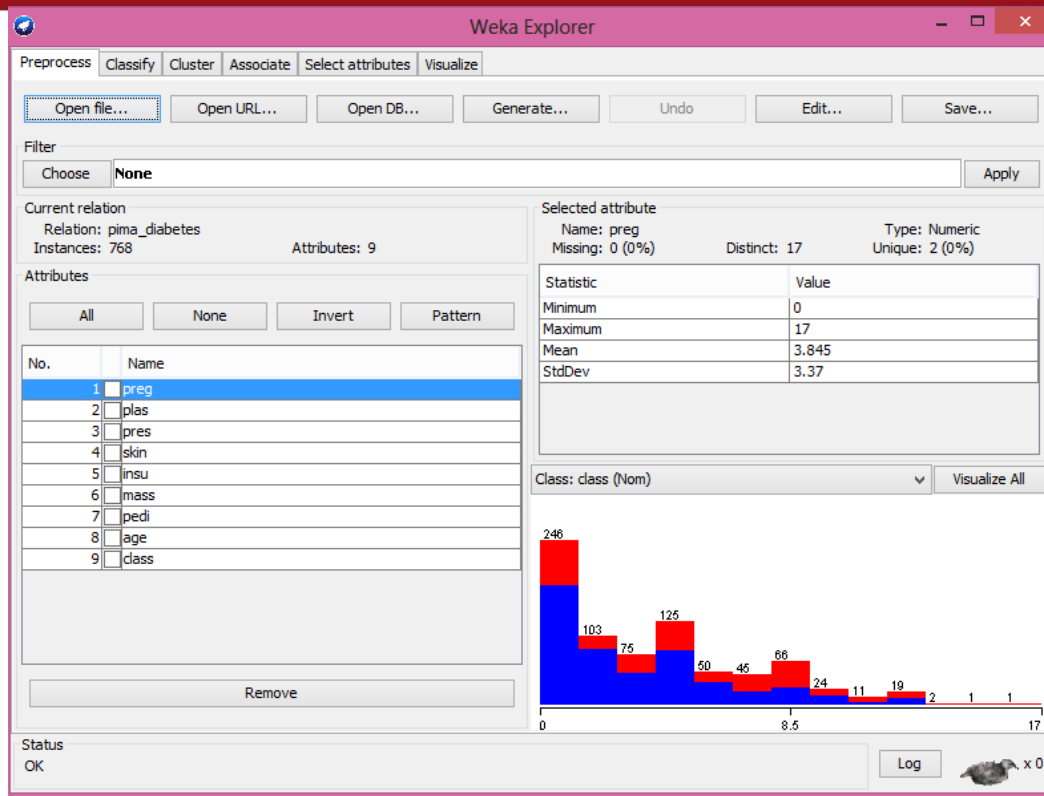 Weka Explorer
Preprocess Classify Cluster Associate Select attributes Visualize
Open file... Open URL... Open DB... Generate... Undo Edit... Save...
Filter
Choose None Apply
Current relation
Relation: pima_diabetes
Instances: 768 Attributes: 9
Attributes
All None Invert Pattern
No. Name
1 preg
2 plas
3 pres
4 skin
5 insu
6 mass
7 pedi
8 age
9 class
Remove
Selected attribute
Name: preg Type: Numeric
Missing: 0 (0%) Distinct: 17 Unique: 2 (0%)
Statistic Value
Minimum 0
Maximum 17
Mean 3.845
StdDev 3.37
Class: class (Nom) Visualize All
246
103
75
125
50
45
66
24
11
19
2
1
1
0 8.5 17
Status
OK
Log x 0